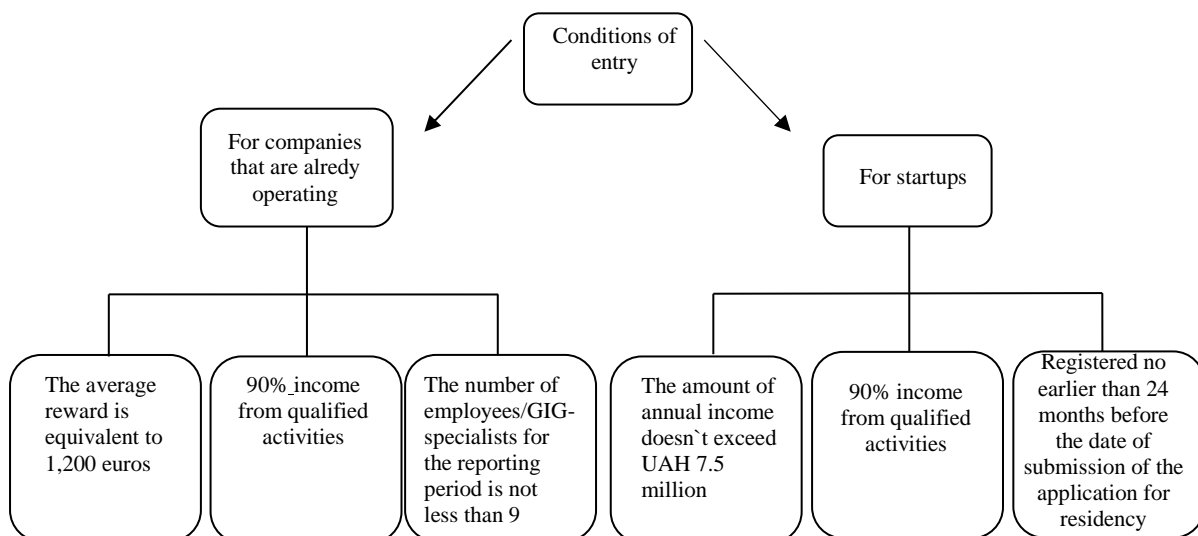 Conditions of
entry
For companies
that are alredy
operating
For startups
The average
reward is
equivalent to
1,200 euros
90% income
from qualified
activities
The number of
employees/GIG-
specialists for
the reporting
period is not
less than 9
The amount of
annual income
doesn`t exceed
UAH 7.5
million
90% income
from qualified
activities
Registered no
earlier than 24
months before
the date of
submission of the
application for
residency